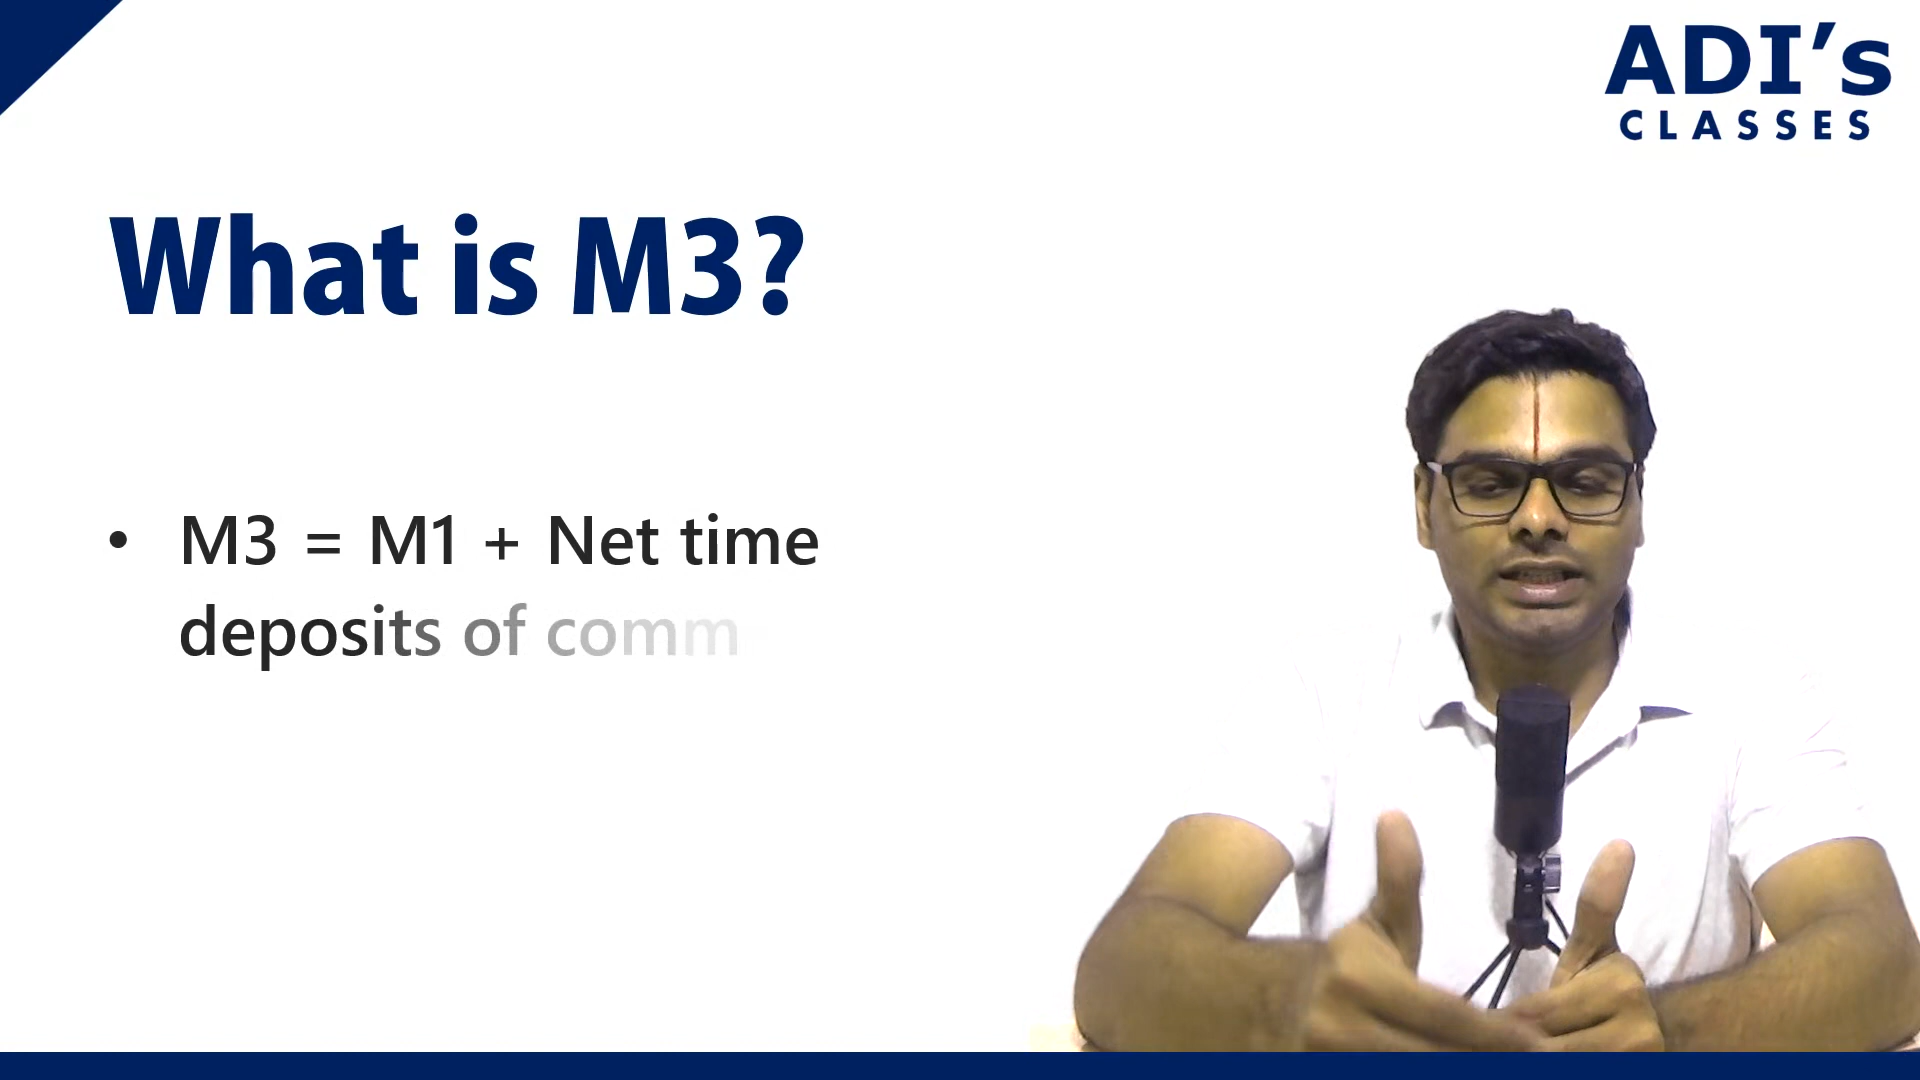 ADI's
CLASSES
What is M3?
• M3 = M1 + Net time
deposits of comm